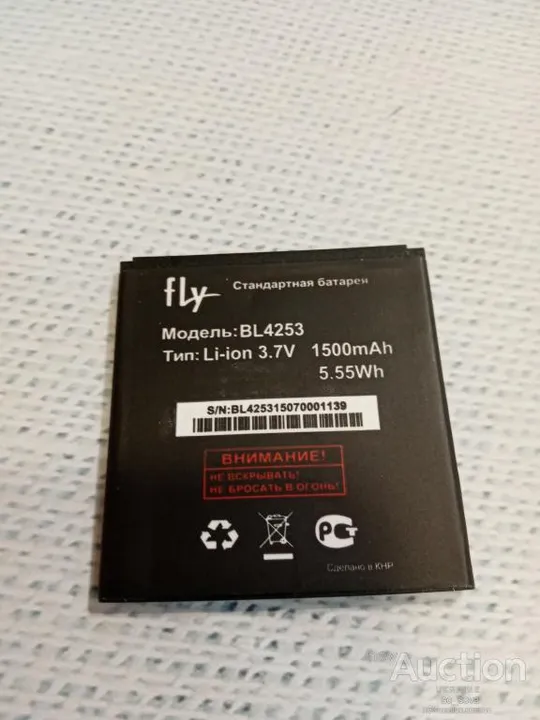 fly Стандартная батарея
Модель:BL4253
Тип: Li-ion 3.7V 1500mAh
5.55Wh
S/N:BL425315070001139
ВНИМАНИЕ!
НЕ ВСКРЫВАТЬ!
НЕ БРОСАТЬ В ОГОНЬ!
РСТ
Сделано в КНР
Auction